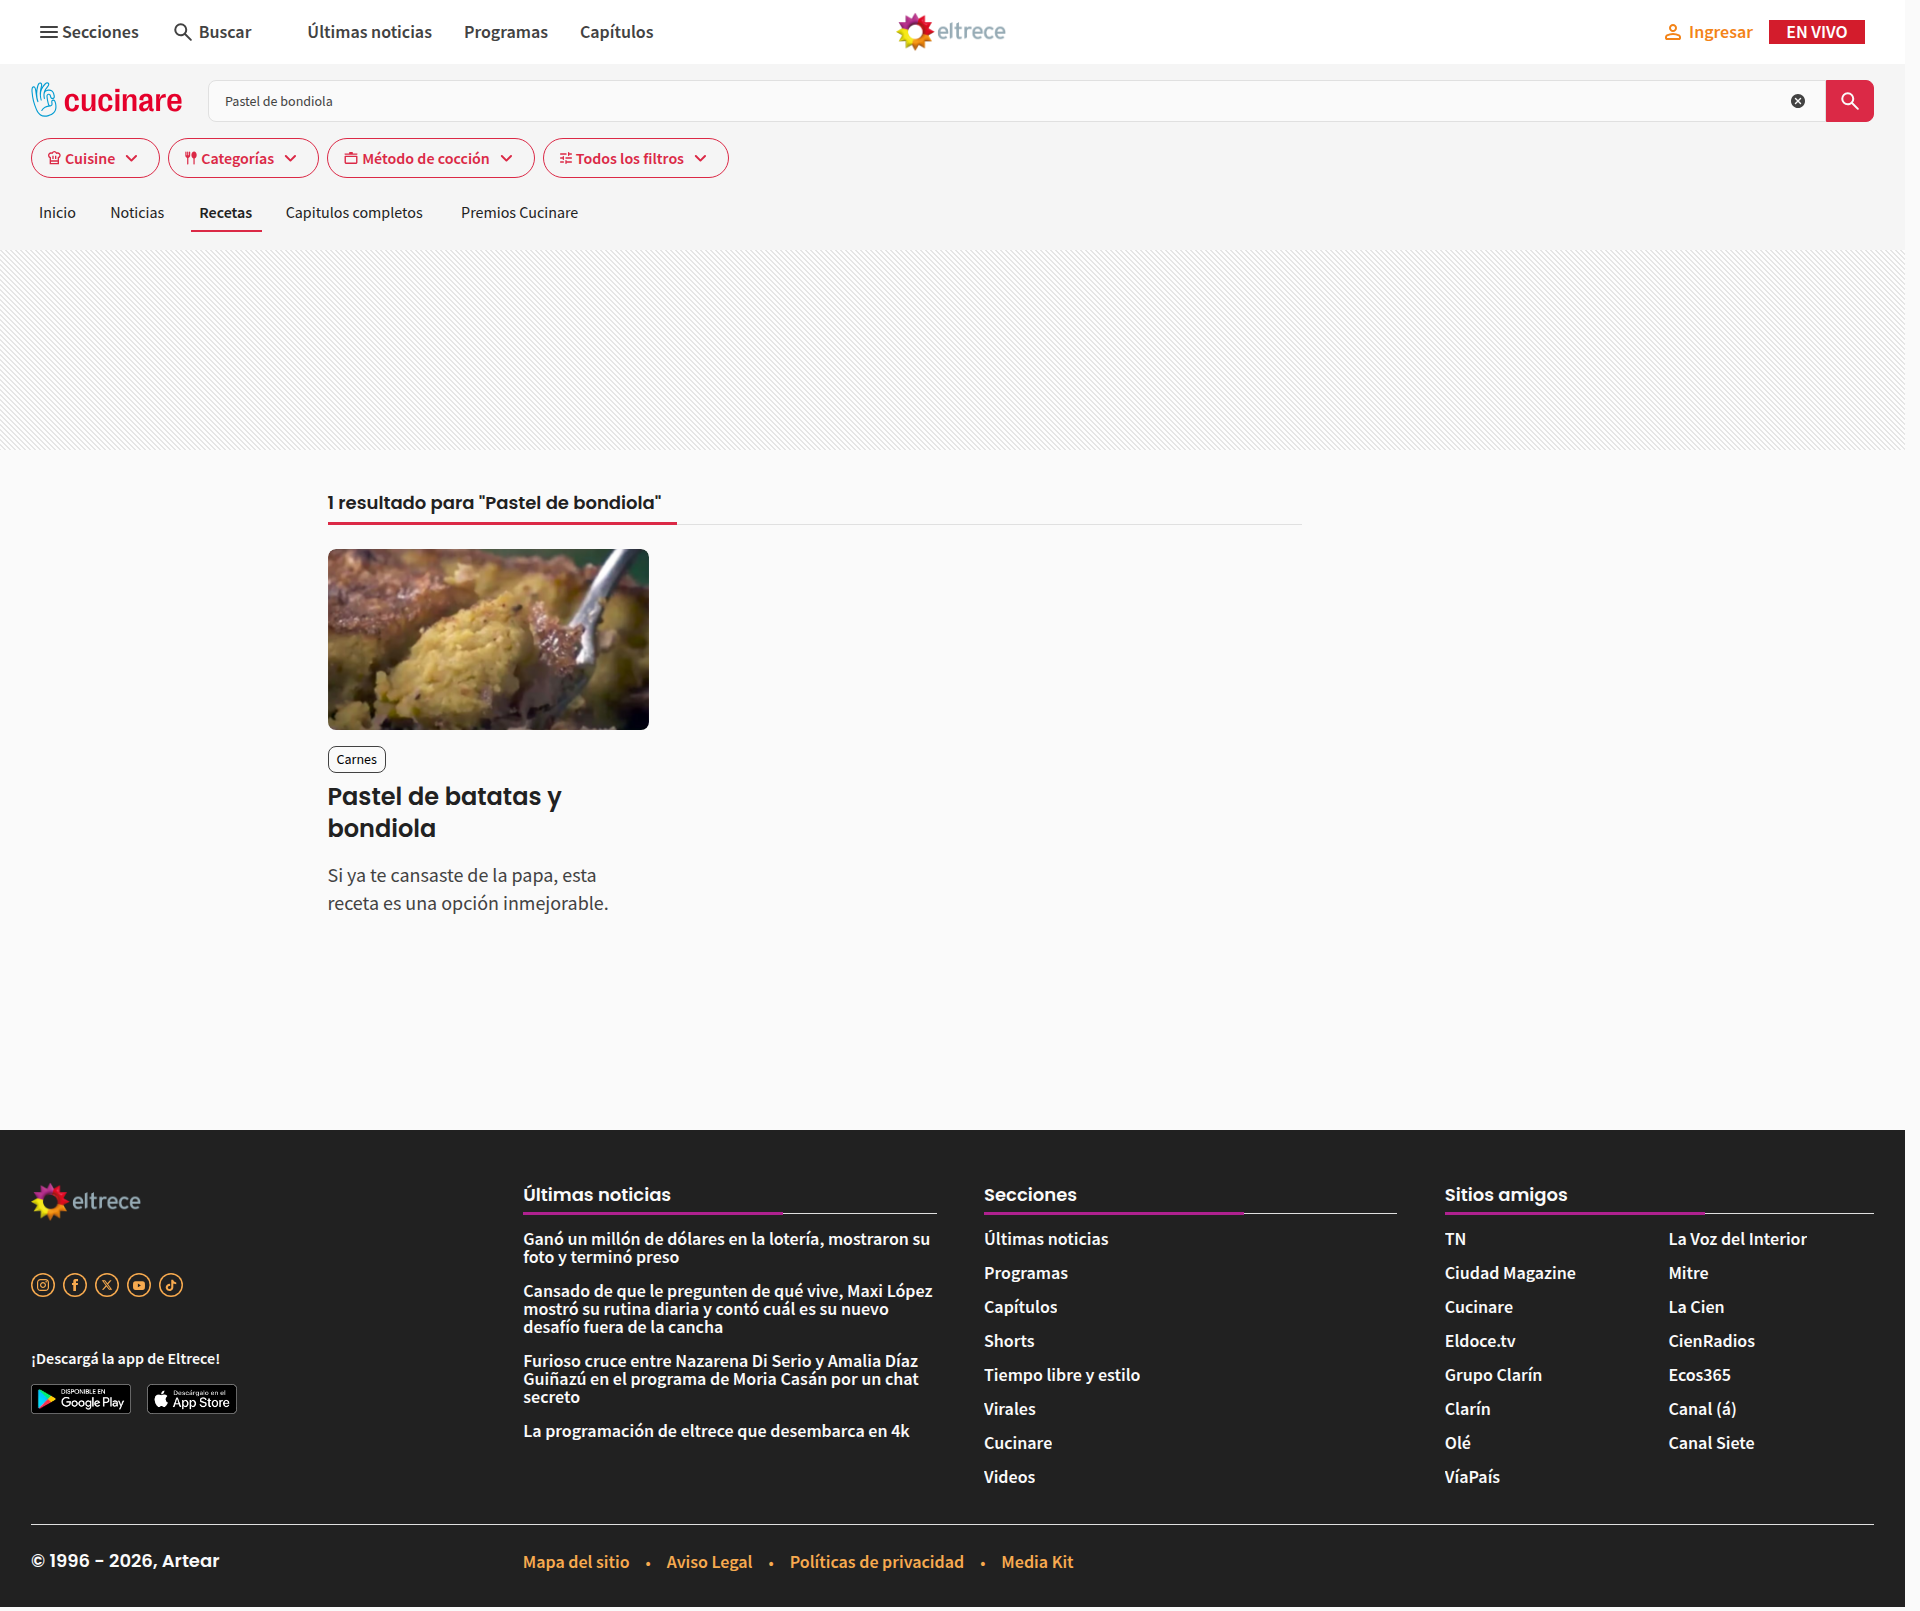 Secciones
Buscar
Últimas noticias
Programas
Capítulos
eltrece
Ingresar
EN VIVO
cucinare
Pastel de bondiola
Cuisine
Categorías
Método de cocción
Todos los filtros
Inicio
Noticias
Recetas
Capitulos completos
Premios Cucinare
1 resultado para "Pastel de bondiola"
Carnes
Pastel de batatas y
bondiola
Si ya te cansaste de la papa, esta
receta es una opción inmejorable.
eltrece
¡Descargá la app de Eltrece!
DISPONIBLE EN
Google Play
Descárgalo en el
App Store
Últimas noticias
Ganó un millón de dólares en la lotería, mostraron su
foto y terminó preso
Cansado de que le pregunten de qué vive, Maxi López
mostró su rutina diaria y contó cuál es su nuevo
desafío fuera de la cancha
Furioso cruce entre Nazarena Di Serio y Amalia Díaz
Guiñazú en el programa de Moria Casán por un chat
secreto
La programación de eltrece que desembarca en 4k
Secciones
Últimas noticias
Programas
Capítulos
Shorts
Tiempo libre y estilo
Virales
Cucinare
Videos
Sitios amigos
TN
Ciudad Magazine
Cucinare
Eldoce.tv
Grupo Clarín
Clarín
Olé
VíaPaís
La Voz del Interior
Mitre
La Cien
CienRadios
Ecos365
Canal (á)
Canal Siete
© 1996 - 2026, Artear
Mapa del sitio • Aviso Legal • Políticas de privacidad • Media Kit